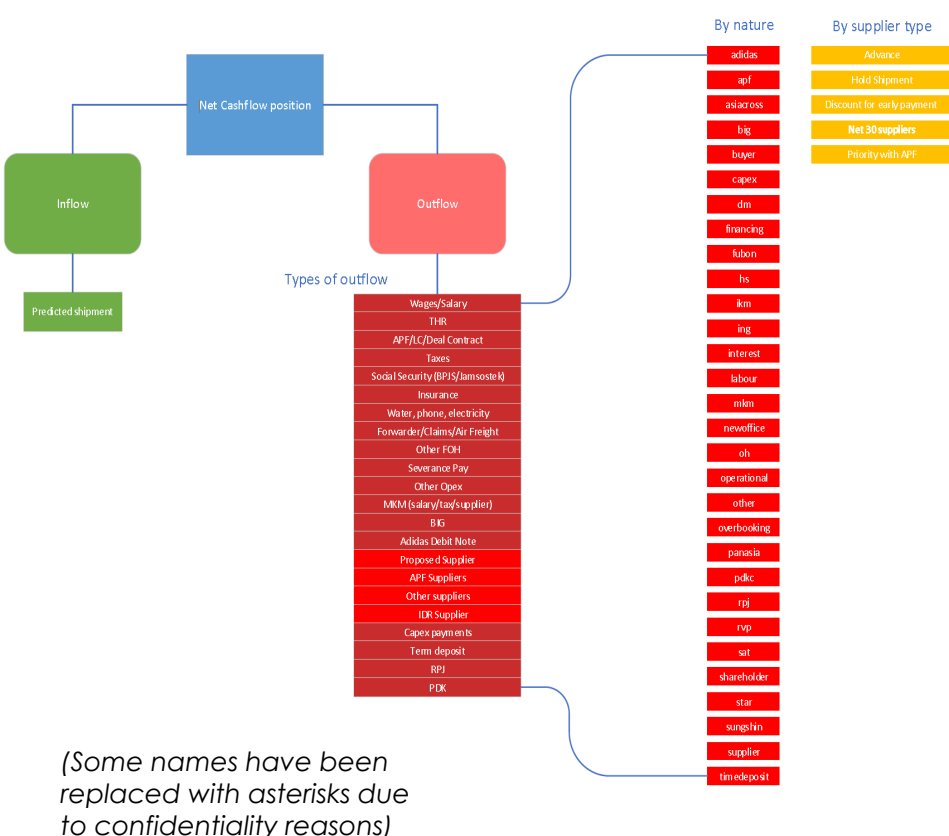 By nature
By supplier type
Net Cashflow position
Inflow
Outflow
Predicted shipment
Types of outflow
Wages/Salary
THR
APF/LC/Deal Contract
Taxes
Social Security (BPJS/Jamsostek)
Insurance
Water, phone, electricity
Forwarder/Claims/Air Freight
Other FOH
Severance Pay
Other Opex
MKM (salary/tax/supplier)
BIG
Adidas Debit Note
Proposed Supplier
APF Suppliers
Other suppliers
IDR Supplier
Capex payments
Term deposit
RPJ
PDK
adidas
apf
asiacross
big
buyer
capex
dm
financing
fubon
hs
ikm
ing
interest
labour
mkm
newoffice
oh
operational
other
overbooking
panasia
pdkc
rpj
rvp
sat
shareholder
star
sungshin
supplier
timedeposit
Advance
Hold Shipment
Discount for early payment
Net 30 suppliers
Priority with APF
(Some names have been
replaced with asterisks due
to confidentiality reasons)